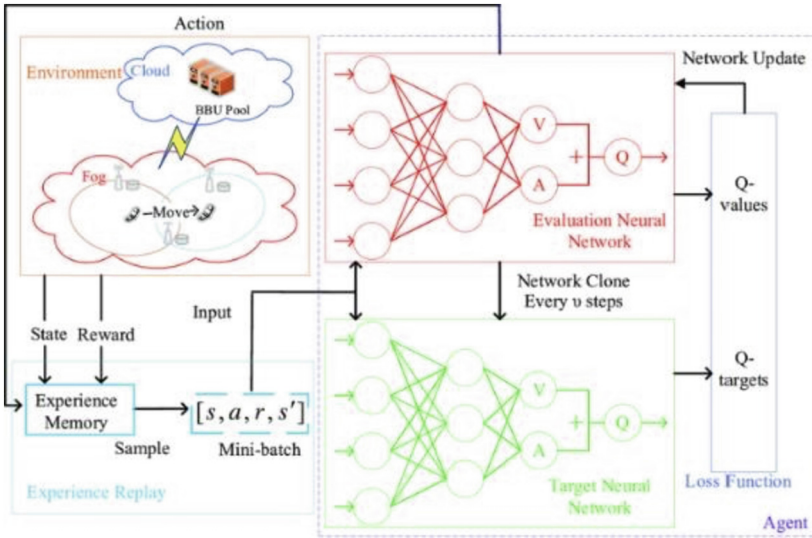 Action
Environment
Cloud
BBU Pool
Fog
Move
State
Reward
Input
Experience
Memory
Sample
[s, a, r, s′]
Mini-batch
Experience Replay
V
A
+
Q
Evaluation Neural
Network
Network Clone
Every υ steps
V
A
+
Q
Target Neural
Network
Network Update
Q-
values
Q-
targets
Loss Function
Agent